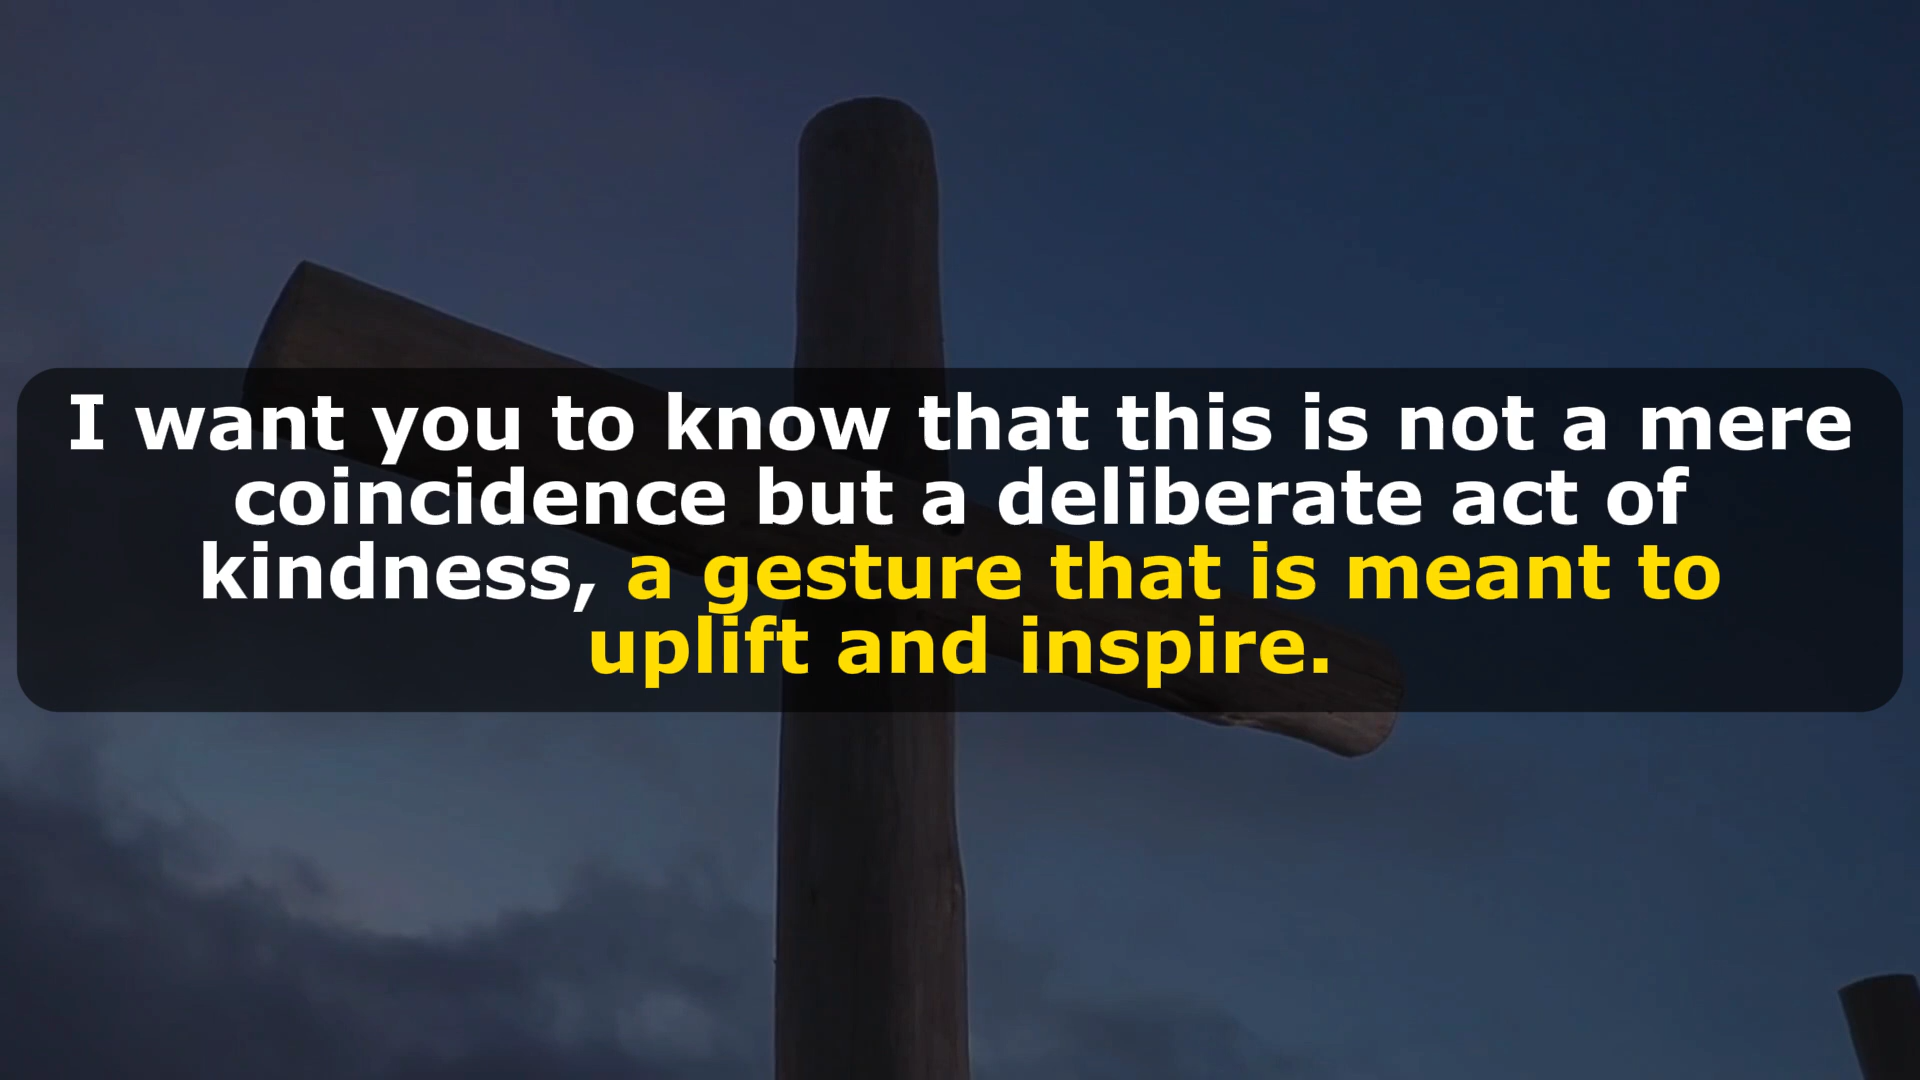 I want you to know that this is not a mere
coincidence but a deliberate act of
kindness, a gesture that is meant to
uplift and inspire.